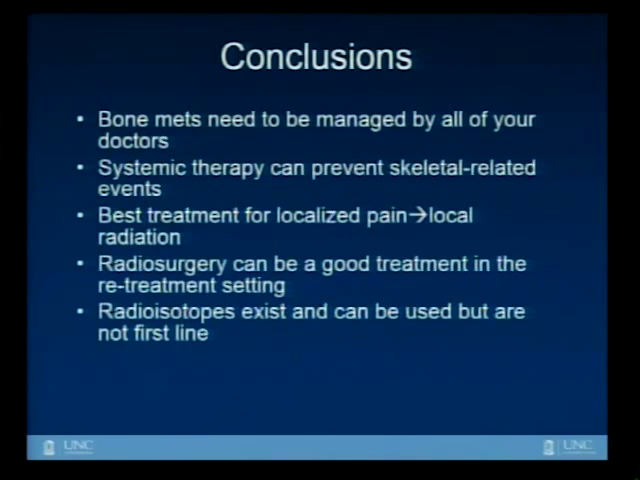 Conclusions
• Bone mets need to be managed by all of your
doctors
• Systemic therapy can prevent skeletal-related
events
• Best treatment for localized pain→local
radiation
• Radiosurgery can be a good treatment in the
re-treatment setting
• Radioisotopes exist and can be used but are
not first line
UNC
UNC